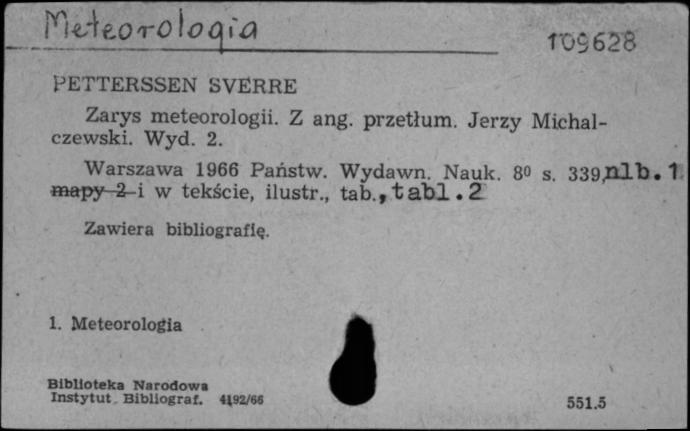 Meteorologia
109628
PETTERSSEN SVERRE
Zarys meteorologii. Z ang. przetłum. Jerzy Michal-
czewski. Wyd. 2.
Warszawa 1966 Państw. Wydawn. Nauk. 8⁰ s. 339,nlb.1
mapy 2 i w tekście, ilustr., tab.,tabl.2
Zawiera bibliografię.
1. Meteorologia
Biblioteka Narodowa
Instytut Bibliograf. 4192/66
551.5